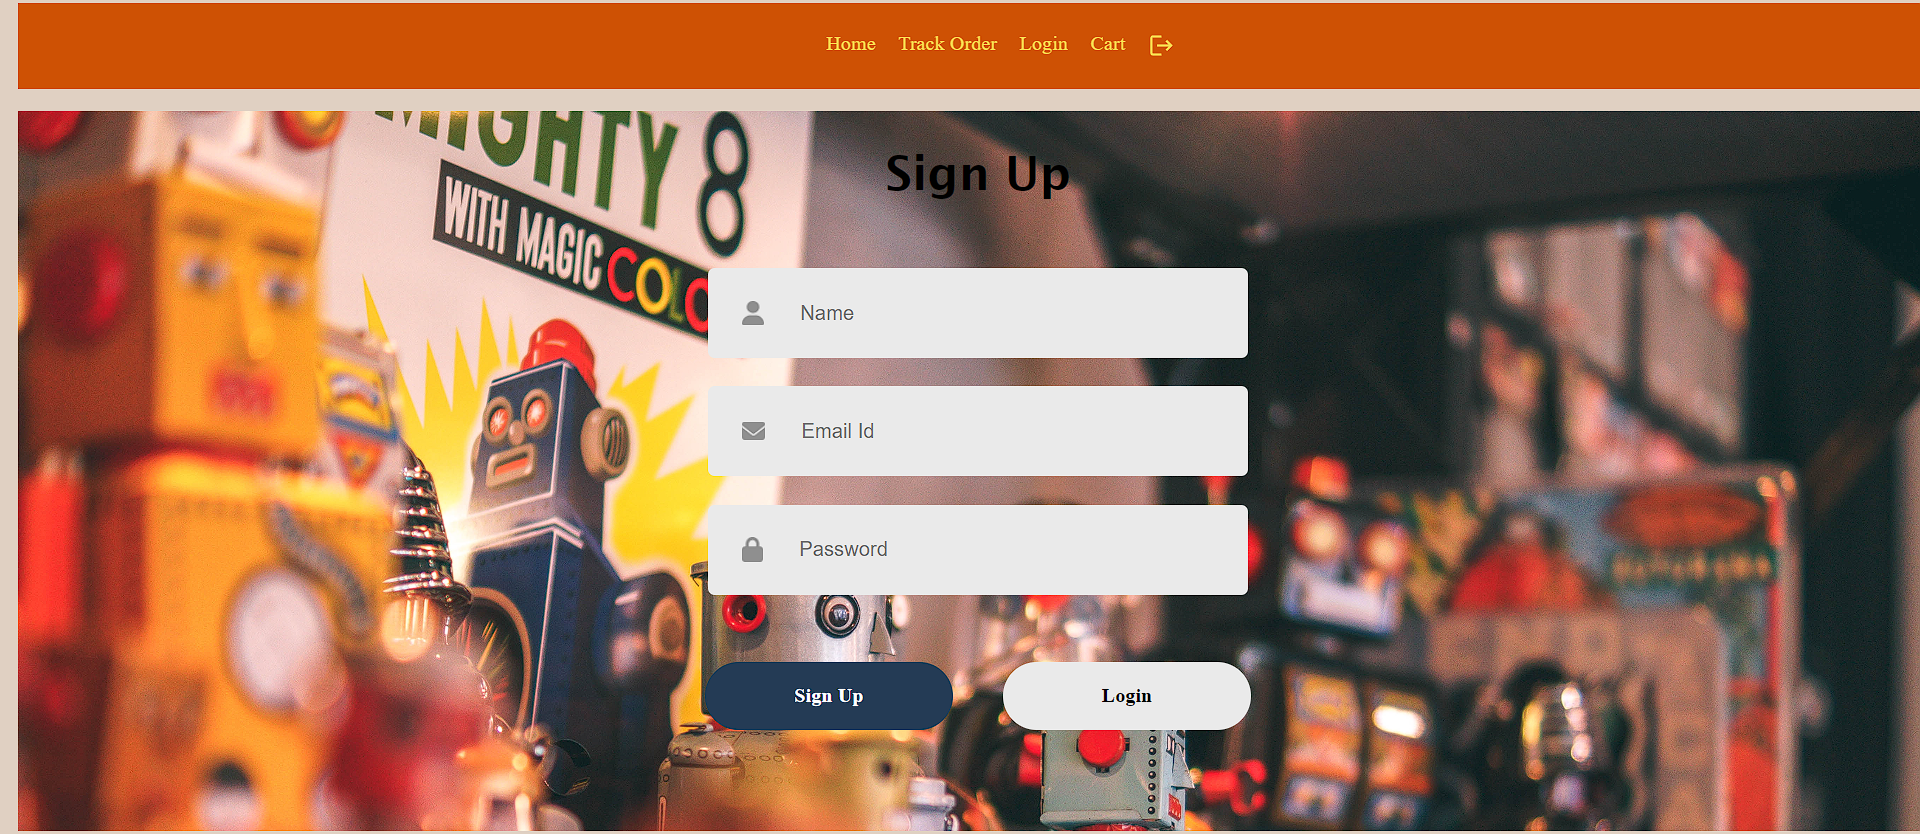 Home Track Order Login Cart
MIGHTY 8
WITH MAGIC COLO
Sign Up
Name
Email Id
Password
Sign Up Login